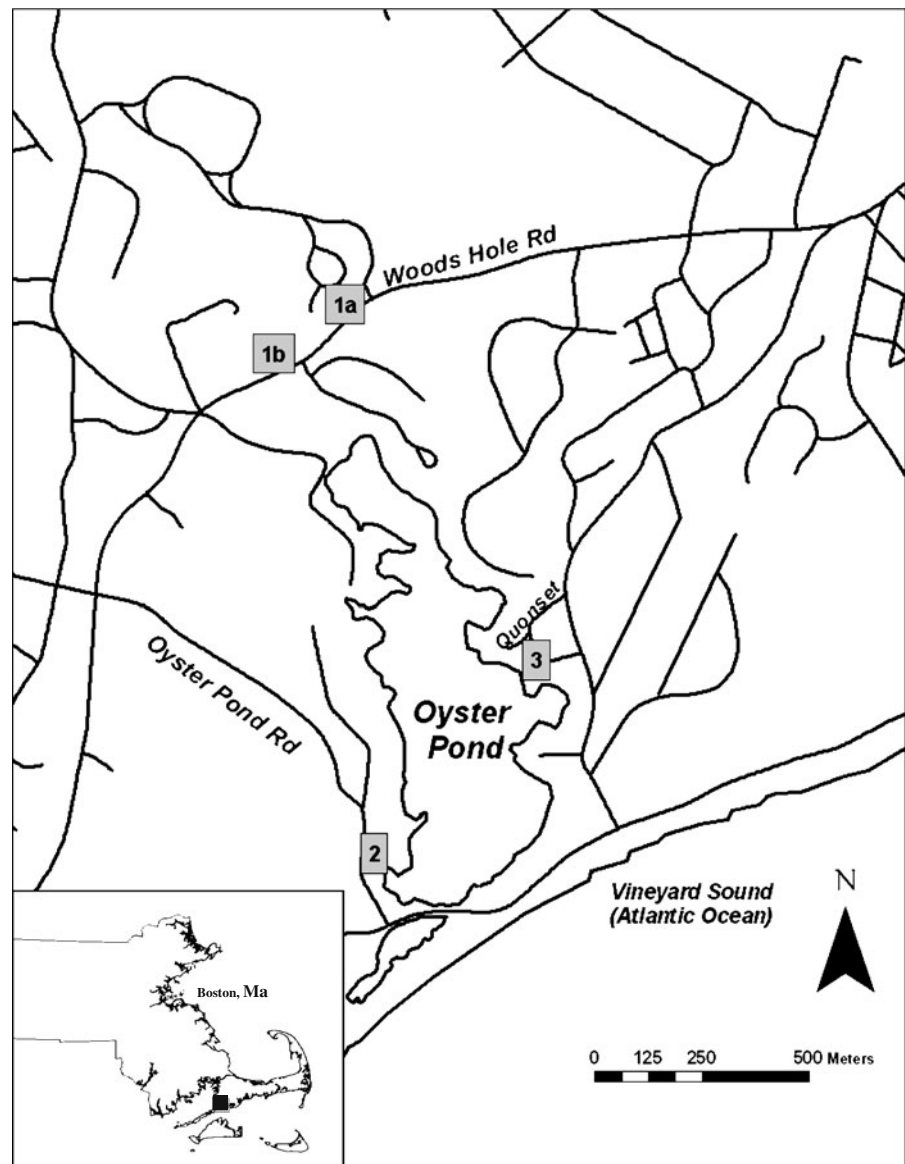 Woods Hole Rd
1a
1b
Quonset
3
Oyster Pond Rd
Oyster
Pond
2
Vineyard Sound
(Atlantic Ocean)
N
Boston, Ma
0 125 250 500 Meters